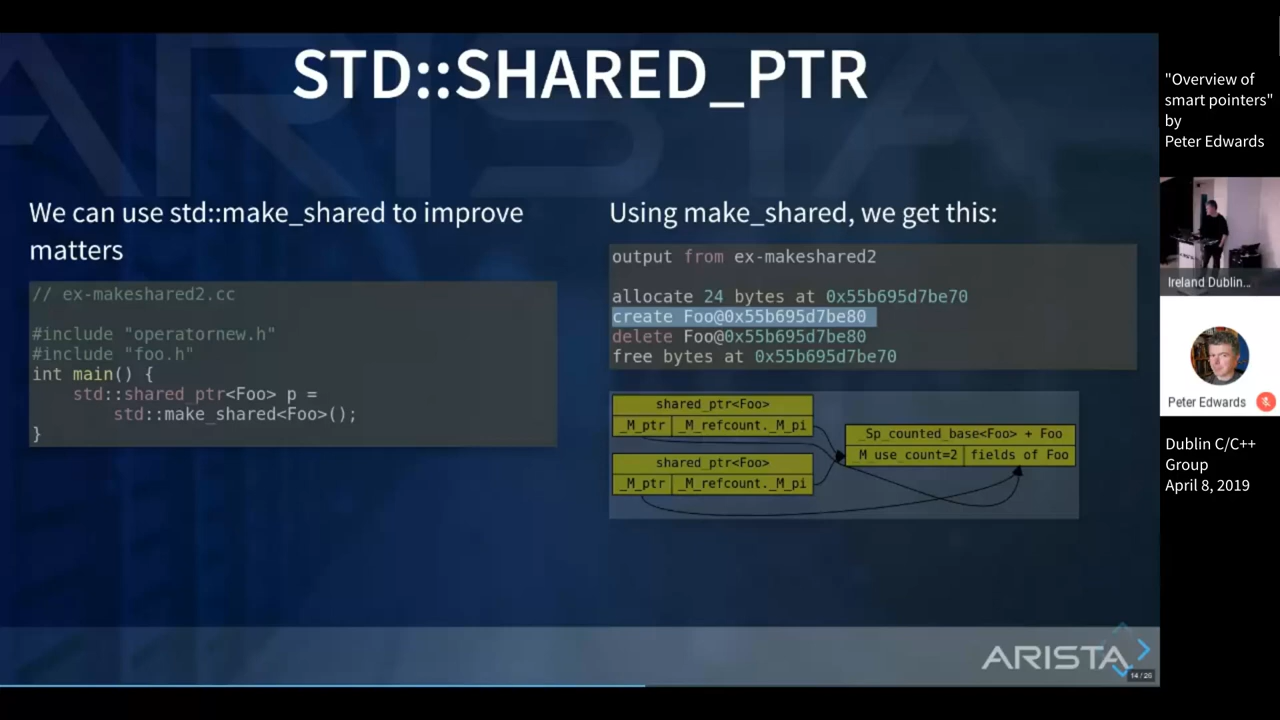 STD::SHARED_PTR
We can use std::make_shared to improve
matters
// ex-makeshared2.cc
#include "operatornew.h"
#include "foo.h"
int main() {
std::shared_ptr<Foo> p =
std::make_shared<Foo>();
}
Using make_shared, we get this:
output from ex-makeshared2
allocate 24 bytes at 0x55b695d7be70
create Foo@0x55b695d7be80
delete Foo@0x55b695d7be80
free bytes at 0x55b695d7be70
shared_ptr<Foo>
_M_ptr _M_refcount._M_pi
shared_ptr<Foo>
_M_ptr _M_refcount._M_pi
_Sp_counted_base<Foo> + Foo
M_use_count=2 fields of Foo
ARISTA
14 / 26
"Overview of
smart pointers"
by
Peter Edwards
Ireland Dublin...
Peter Edwards
Dublin C/C++
Group
April 8, 2019
ARISTA